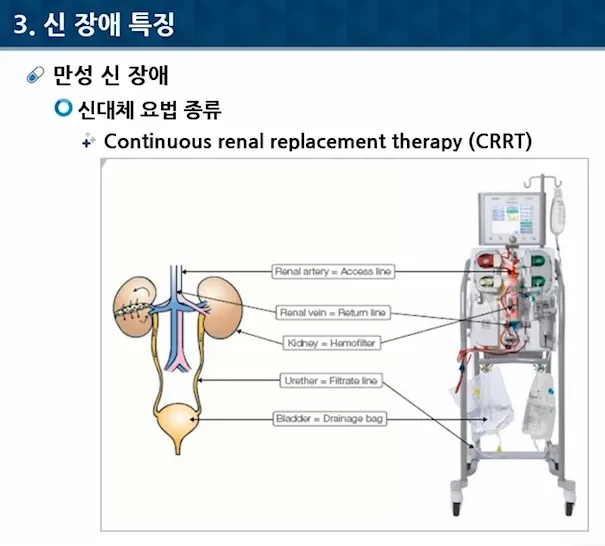 3. 신 장애 특징
만성 신 장애
신대체 요법 종류
Continuous renal replacement therapy (CRRT)
Renal artery = Access line
Renal vein = Return line
Kidney = Hemofilter
Urether = Filtrate line
Bladder = Drainage bag